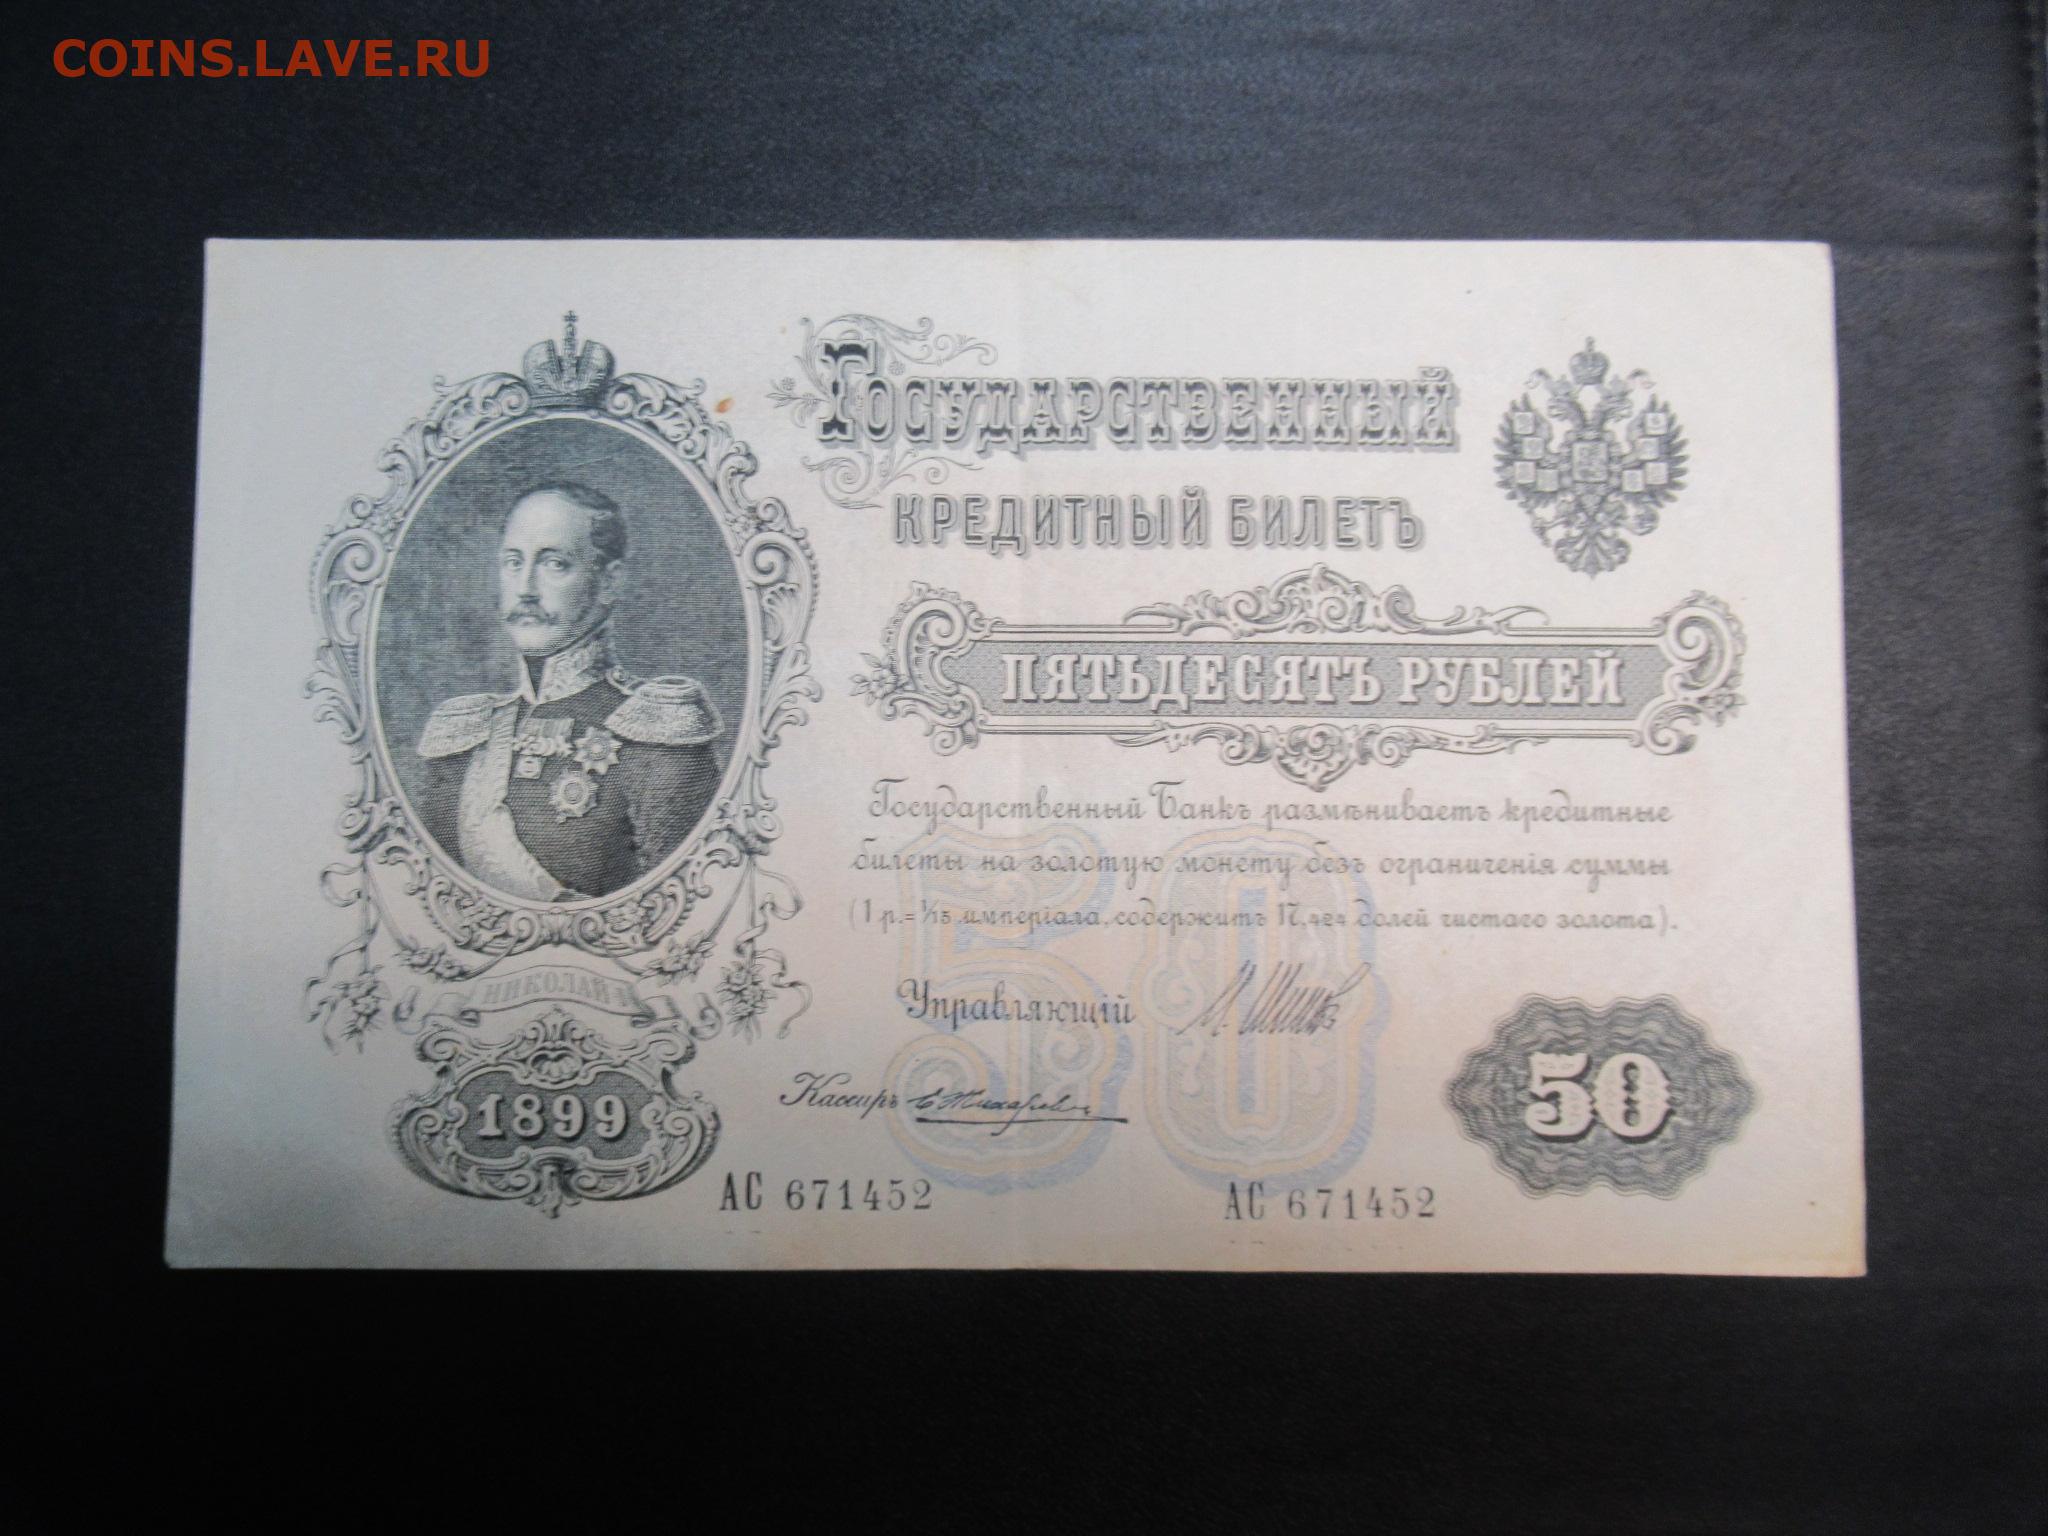 COINS.LAVE.RU
ГОСУДАРСТВЕННЫЙ
КРЕДИТНЫЙ БИЛЕТЪ
ПЯТЬДЕСЯТЪ РУБЛЕЙ
Государственный Банкъ размѣниваетъ кредитные
билеты на золотую монету безъ ограниченія суммы
(1 р.= 1/15 имперіала, содержитъ 17,424 долей чистаго золота).
НИКОЛАЙ I
Управляющій И. Шипов
Кассиръ
1899
50
50
АС 671452
АС 671452